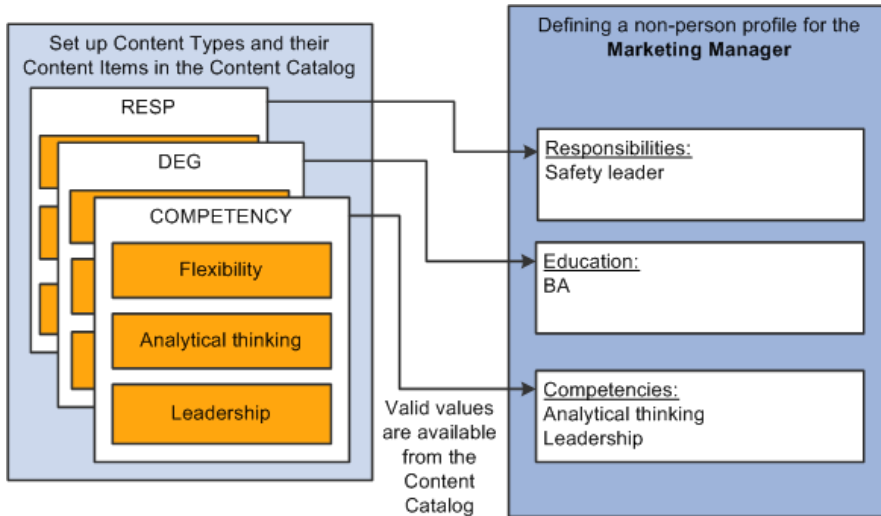 Set up Content Types and their
Content Items in the Content Catalog
RESP
DEG
COMPETENCY
Flexibility
Analytical thinking
Leadership
Valid values
are available
from the
Content
Catalog
Defining a non-person profile for the
Marketing Manager
Responsibilities:
Safety leader
Education:
BA
Competencies:
Analytical thinking
Leadership